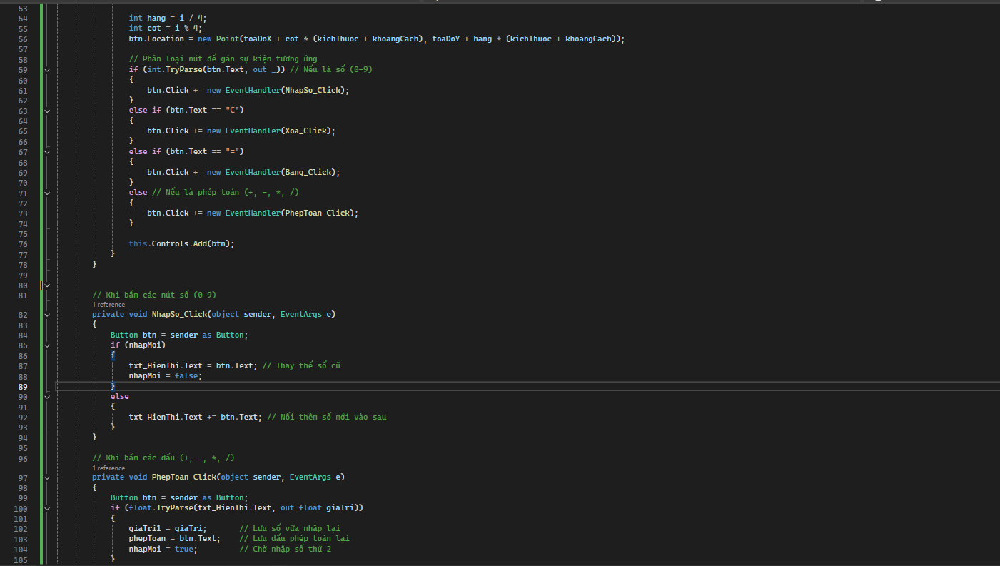 53
54 int hang = i / 4;
55 int cot = i % 4;
56 btn.Location = new Point(toaDoX + cot * (kichThuoc + khoangCach), toaDoY + hang * (kichThuoc + khoangCach));
57
58 // Phân loại nút để gán sự kiện tương ứng
59 if (int.TryParse(btn.Text, out _)) // Nếu là số (0-9)
60 {
61 btn.Click += new EventHandler(NhapSo_Click);
62 }
63 else if (btn.Text == "C")
64 {
65 btn.Click += new EventHandler(Xoa_Click);
66 }
67 else if (btn.Text == "=")
68 {
69 btn.Click += new EventHandler(Bang_Click);
70 }
71 else // Nếu là phép toán (+, -, *, /)
72 {
73 btn.Click += new EventHandler(PhepToan_Click);
74 }
75
76 this.Controls.Add(btn);
77 }
78 }
79
80
81 // Khi bấm các nút số (0-9)
1 reference
82 private void NhapSo_Click(object sender, EventArgs e)
83 {
84 Button btn = sender as Button;
85 if (nhapMoi)
86 {
87 txt_HienThi.Text = btn.Text; // Thay thế số cũ
88 nhapMoi = false;
89 }
90 else
91 {
92 txt_HienThi.Text += btn.Text; // Nối thêm số mới vào sau
93 }
94 }
95
96 // Khi bấm các dấu (+, -, *, /)
1 reference
97 private void PhepToan_Click(object sender, EventArgs e)
98 {
99 Button btn = sender as Button;
100 if (float.TryParse(txt_HienThi.Text, out float giaTri))
101 {
102 giaTri1 = giaTri; // Lưu số vừa nhập lại
103 phepToan = btn.Text; // Lưu dấu phép toán lại
104 nhapMoi = true; // Chờ nhập số thứ 2
105 }